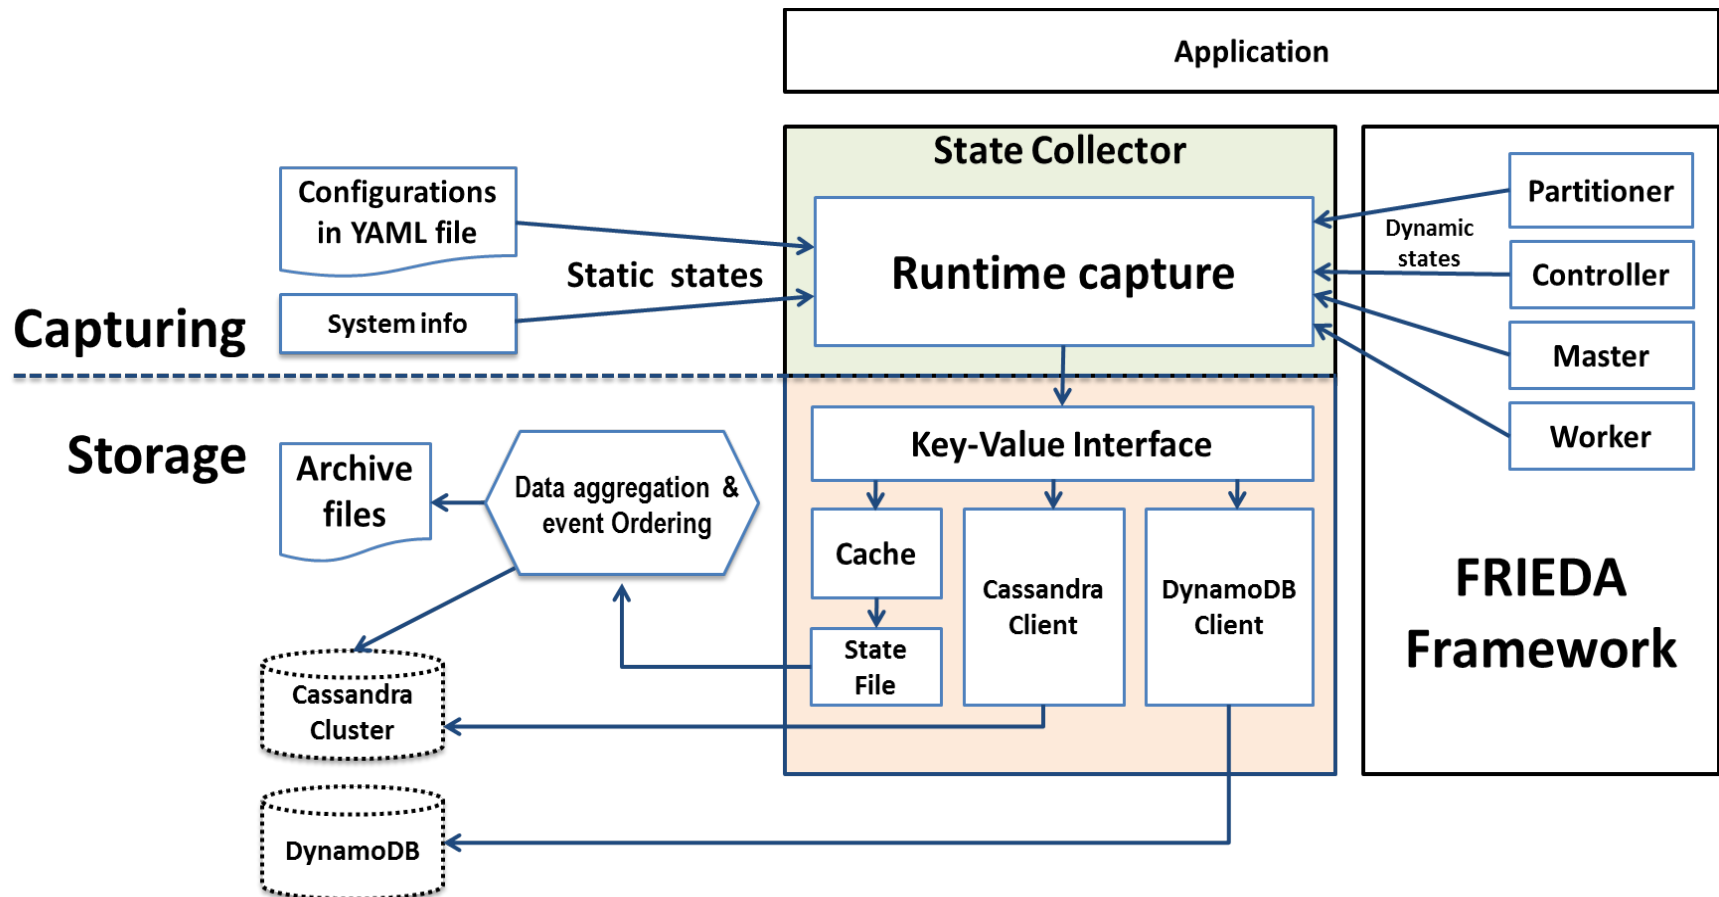 Application
State Collector
Configurations
in YAML file
Static states
System info
Runtime capture
Dynamic
states
Partitioner
Controller
Master
Worker
Capturing
Storage
Archive
files
Data aggregation &
event Ordering
Key-Value Interface
Cache
State
File
Cassandra
Client
DynamoDB
Client
FRIEDA
Framework
Cassandra
Cluster
DynamoDB